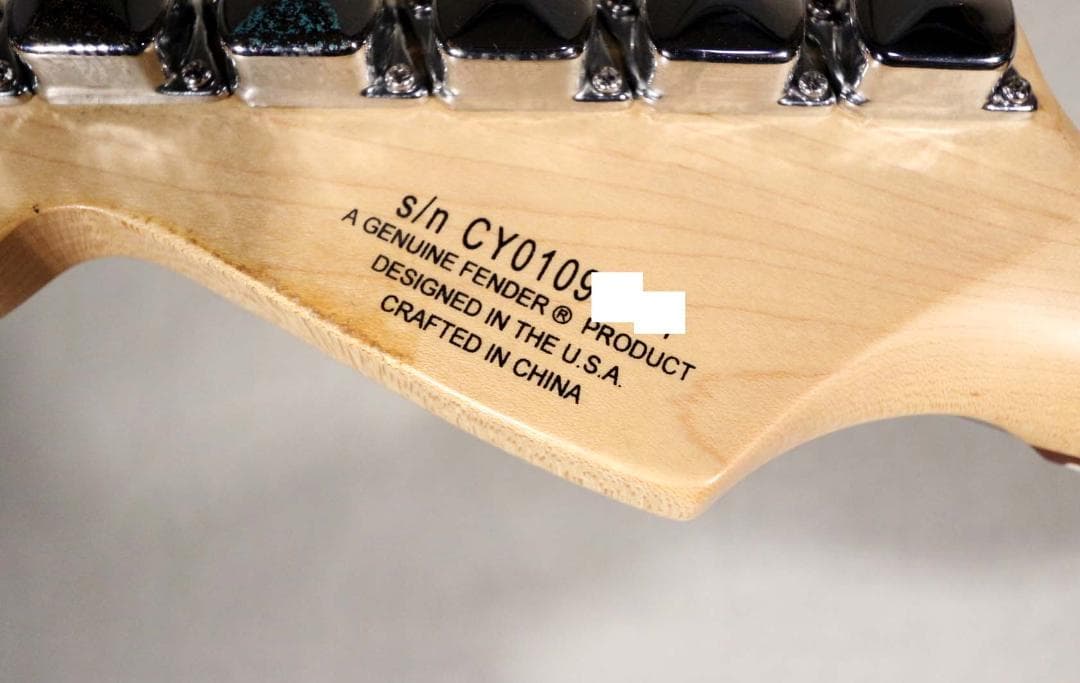 s/n CY0109
A GENUINE FENDER ® PRODUCT
DESIGNED IN THE U.S.A.
CRAFTED IN CHINA